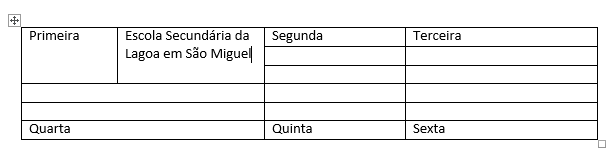 Primeira
Escola Secundária da
Lagoa em São Miguel
Segunda
Terceira
Quarta
Quinta
Sexta